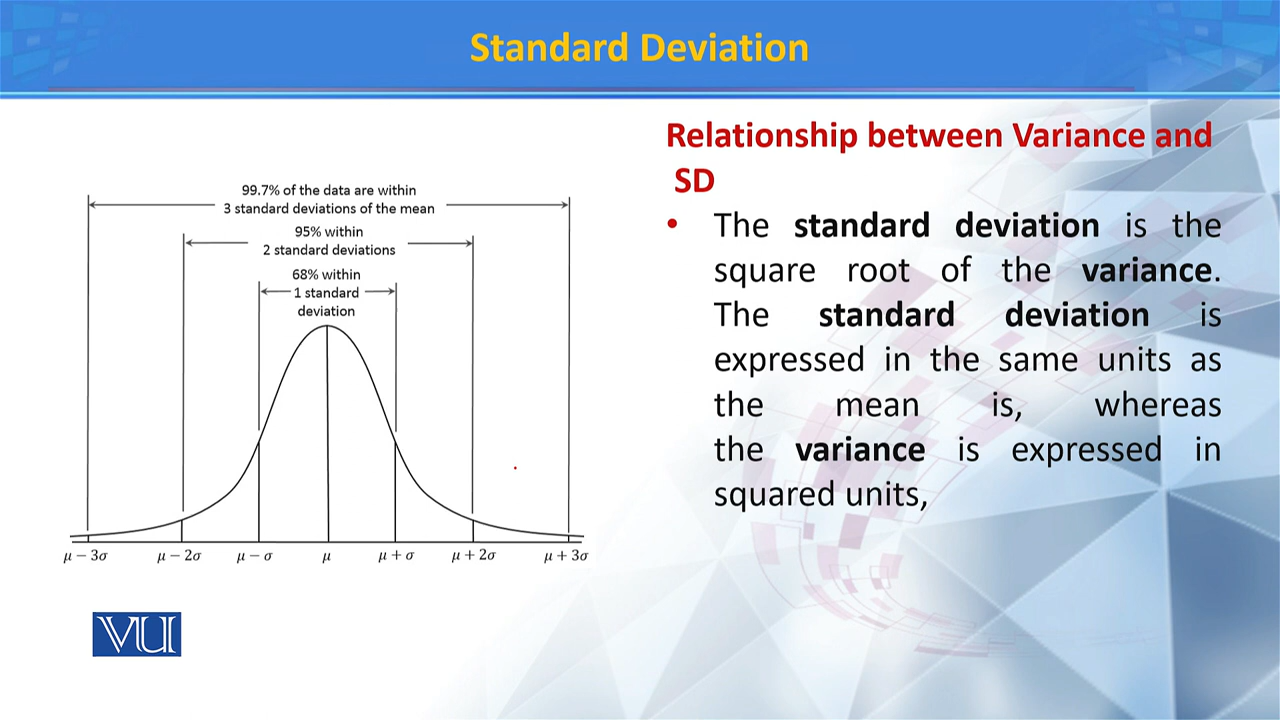 Standard Deviation
99.7% of the data are within
3 standard deviations of the mean
95% within
2 standard deviations
68% within
1 standard
deviation
μ − 3σ μ − 2σ μ − σ μ μ + σ μ + 2σ μ + 3σ
VU
Relationship between Variance and
SD
• The standard deviation is the
square root of the variance.
The standard deviation is
expressed in the same units as
the mean is, whereas
the variance is expressed in
squared units,